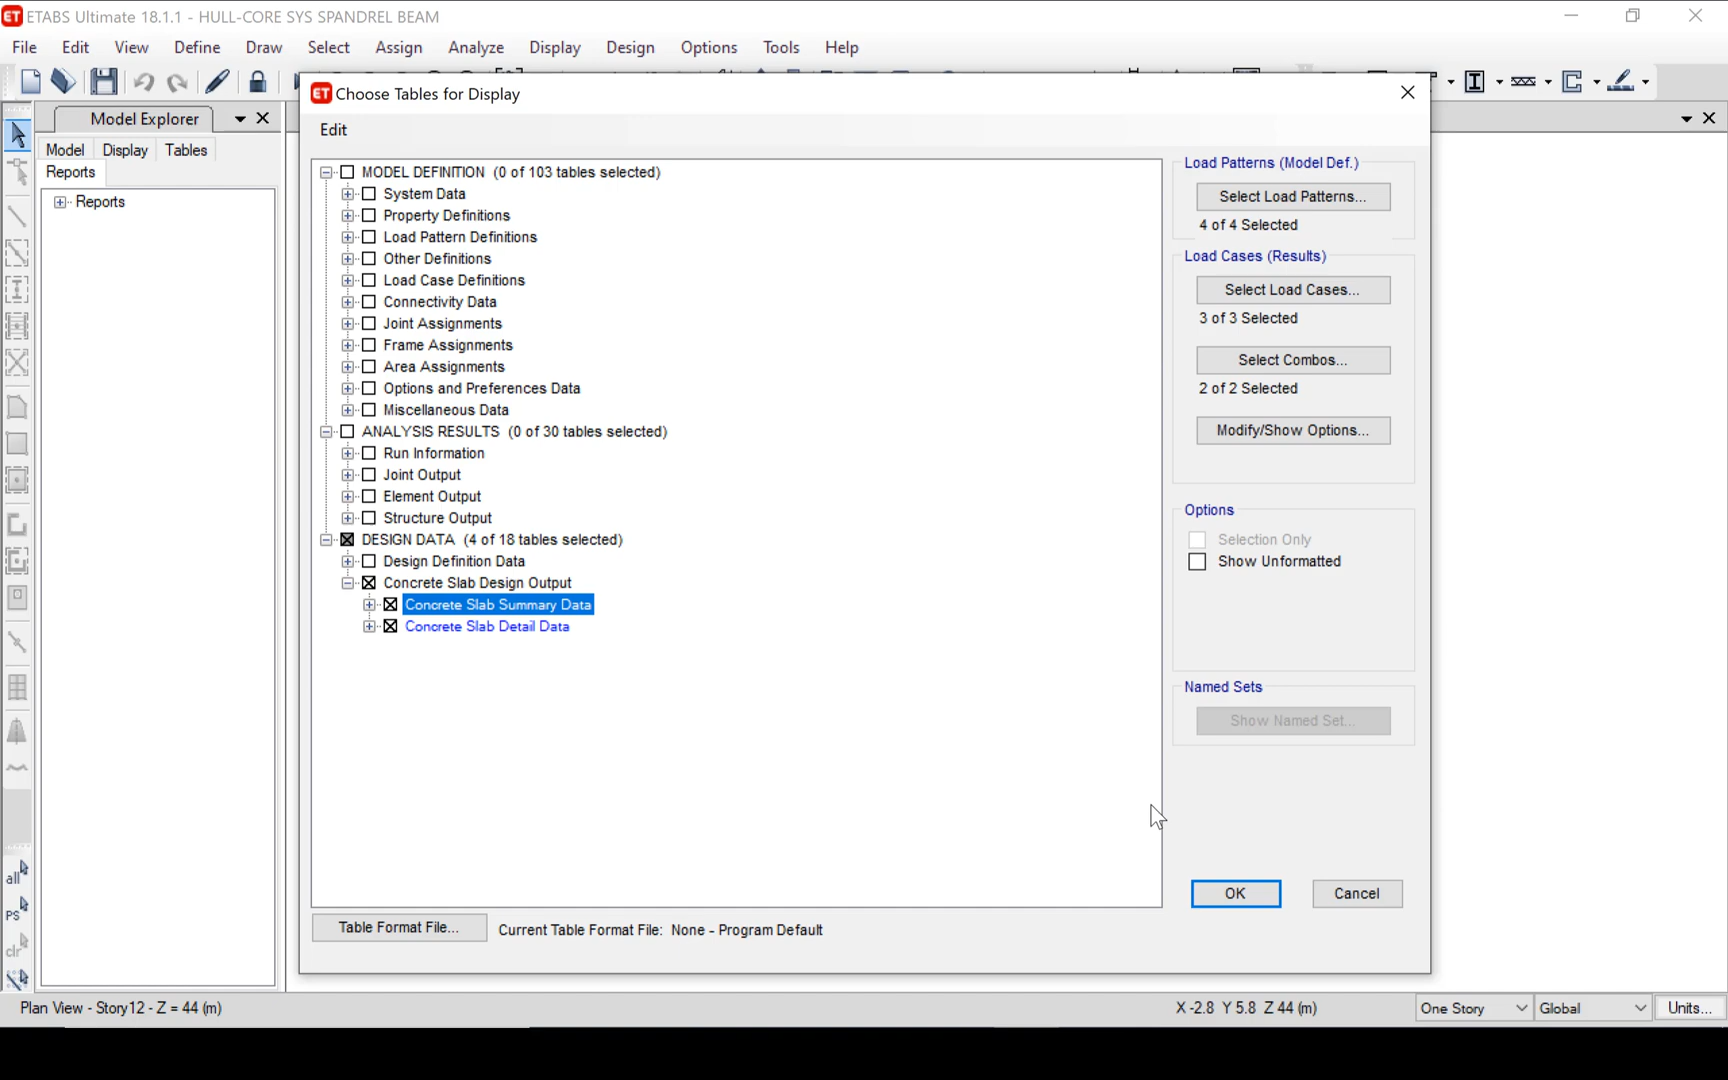 ET ETABS Ultimate 18.1.1 - HULL-CORE SYS SPANDREL BEAM
File Edit View Define Draw Select Assign Analyze Display Design Options Tools Help
ET Choose Tables for Display
Edit
Model Explorer
Model Display Tables
Reports
Reports
MODEL DEFINITION (0 of 103 tables selected)
System Data
Property Definitions
Load Pattern Definitions
Other Definitions
Load Case Definitions
Connectivity Data
Joint Assignments
Frame Assignments
Area Assignments
Options and Preferences Data
Miscellaneous Data
ANALYSIS RESULTS (0 of 30 tables selected)
Run Information
Joint Output
Element Output
Structure Output
DESIGN DATA (4 of 18 tables selected)
Design Definition Data
Concrete Slab Design Output
Concrete Slab Summary Data
Concrete Slab Detail Data
Load Patterns (Model Def.)
Select Load Patterns...
4 of 4 Selected
Load Cases (Results)
Select Load Cases...
3 of 3 Selected
Select Combos...
2 of 2 Selected
Modify/Show Options...
Options
Selection Only
Show Unformatted
Named Sets
Show Named Set...
OK Cancel
Table Format File... Current Table Format File: None - Program Default
all
PS
clr
Plan View - Story12 - Z = 44 (m) X -2.8 Y 5.8 Z 44 (m) One Story Global Units...